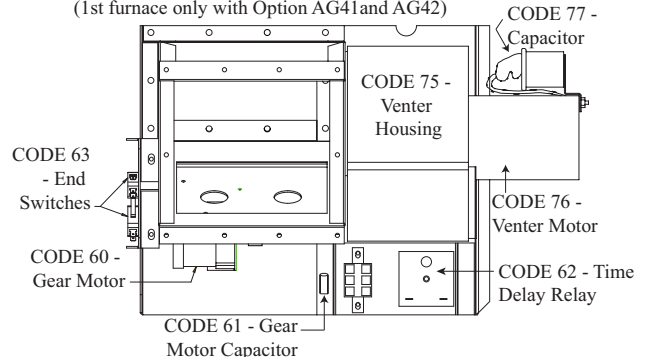 (1st furnace only with Option AG41and AG42)
CODE 77 -
Capacitor
CODE 75 -
Venter
Housing
CODE 63
- End
Switches
CODE 76 -
Venter Motor
CODE 60 -
Gear Motor
CODE 62 - Time
Delay Relay
CODE 61 - Gear
Motor Capacitor